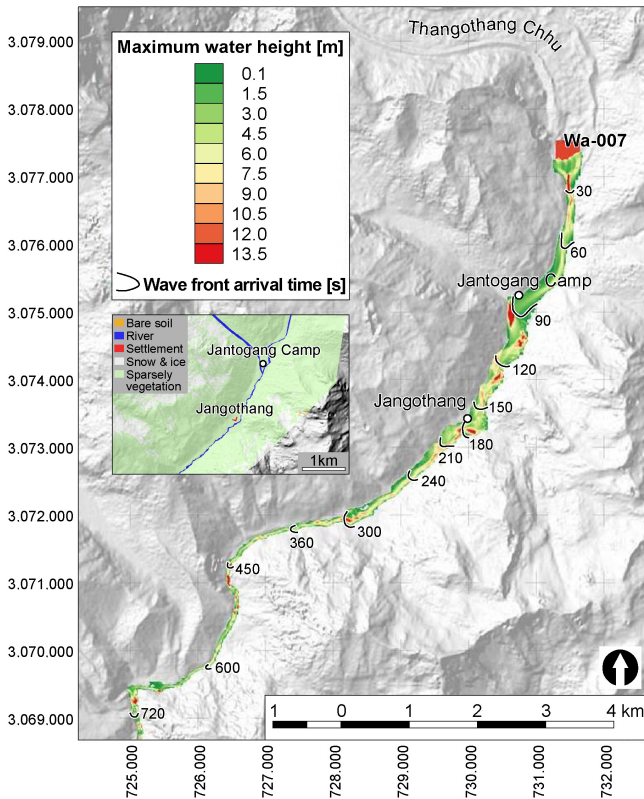 3.079.000
3.078.000
3.077.000
3.076.000
3.075.000
3.074.000
3.073.000
3.072.000
3.071.000
3.070.000
3.069.000
Thangothang Chhu
Maximum water height [m]
0.1
1.5
3.0
4.5
6.0
7.5
9.0
10.5
12.0
13.5
Wave front arrival time [s]
Wa-007
30
60
Jantogang Camp
90
120
150
Jangothang
180
210
240
300
360
450
600
720
Bare soil
River
Settlement
Snow & ice
Sparsely
vegetation
Jantogang Camp
Jangothang
1km
1 0 1 2 3 4 km
725.000
726.000
727.000
728.000
729.000
730.000
731.000
732.000